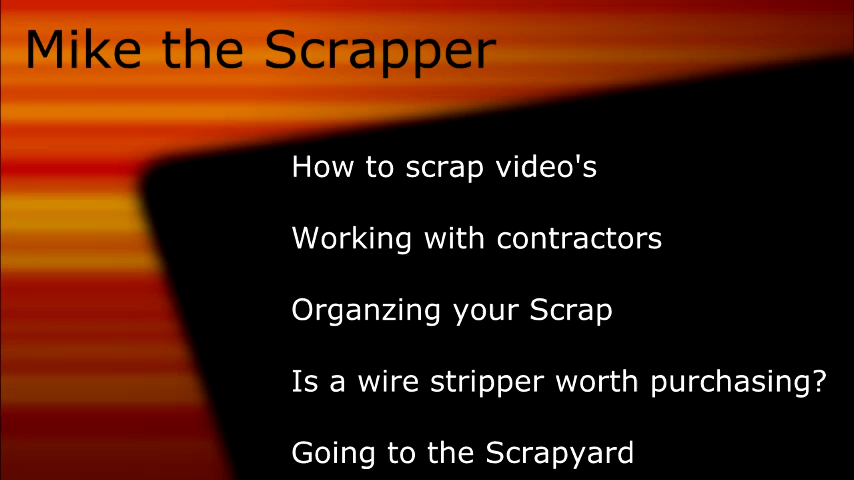 Mike the Scrapper
How to scrap video's
Working with contractors
Organzing your Scrap
Is a wire stripper worth purchasing?
Going to the Scrapyard